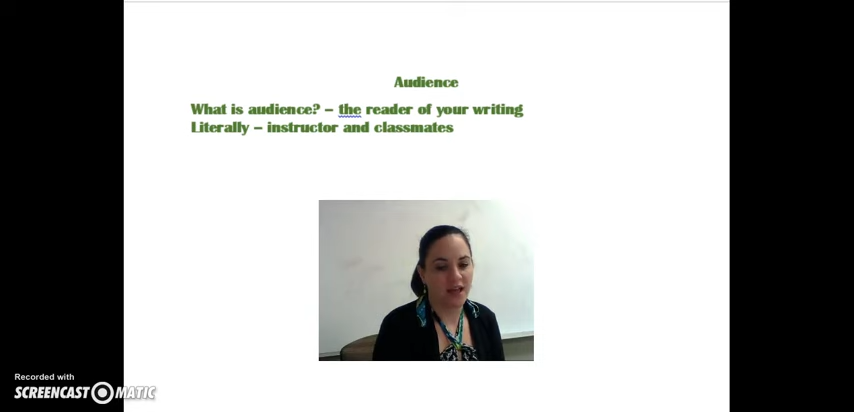 Audience
What is audience? – the reader of your writing
Literally – instructor and classmates
Recorded with
SCREENCAST MATIC